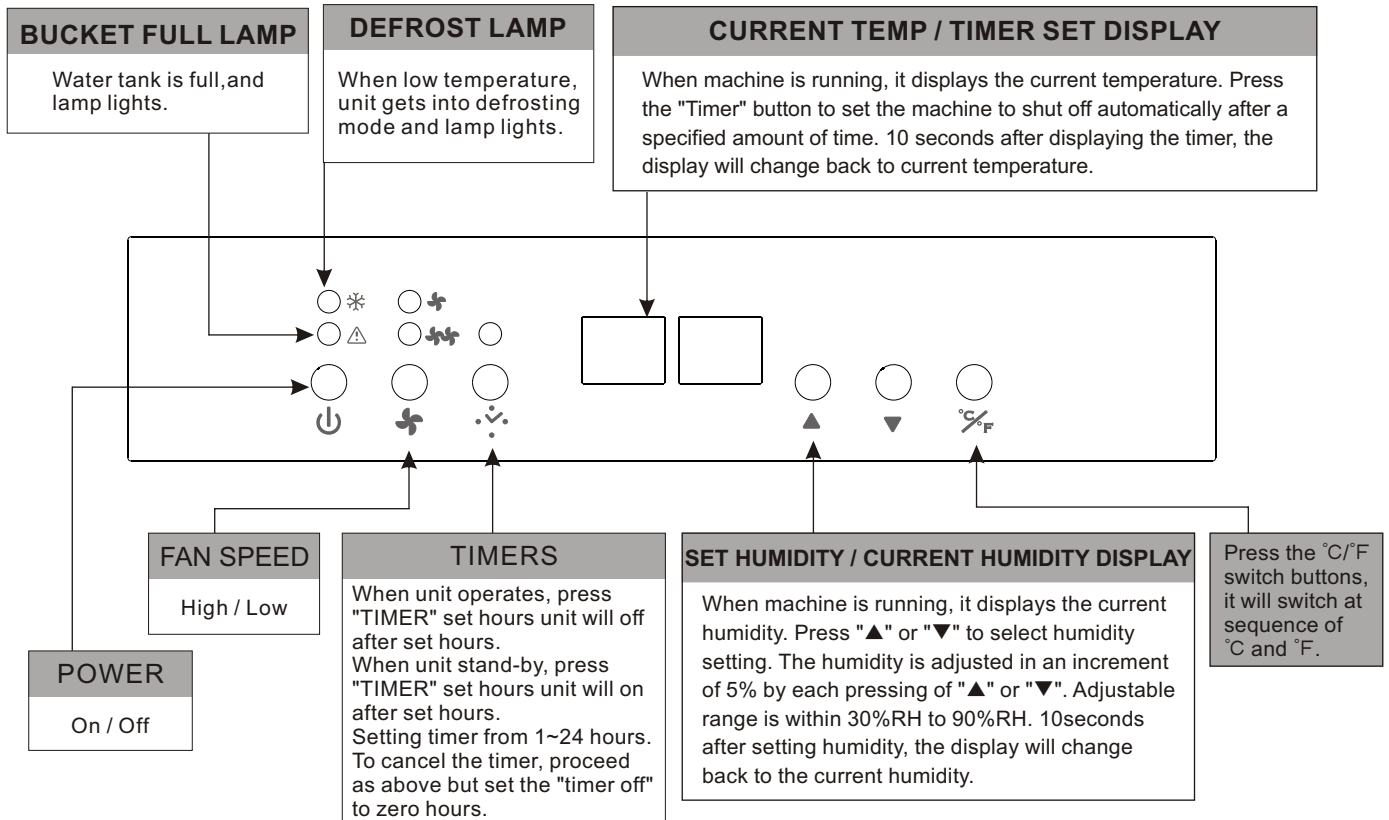 BUCKET FULL LAMP
Water tank is full,and
lamp lights.
DEFROST LAMP
When low temperature,
unit gets into defrosting
mode and lamp lights.
CURRENT TEMP / TIMER SET DISPLAY
When machine is running, it displays the current temperature. Press
the "Timer" button to set the machine to shut off automatically after a
specified amount of time. 10 seconds after displaying the timer, the
display will change back to current temperature.
°C/°F
FAN SPEED
High / Low
TIMERS
When unit operates, press
"TIMER" set hours unit will off
after set hours.
When unit stand-by, press
"TIMER" set hours unit will on
after set hours.
Setting timer from 1~24 hours.
To cancel the timer, proceed
as above but set the "timer off"
to zero hours.
SET HUMIDITY / CURRENT HUMIDITY DISPLAY
When machine is running, it displays the current
humidity. Press "▲" or "▼" to select humidity
setting. The humidity is adjusted in an increment
of 5% by each pressing of "▲" or "▼". Adjustable
range is within 30%RH to 90%RH. 10seconds
after setting humidity, the display will change
back to the current humidity.
Press the °C/°F
switch buttons,
it will switch at
sequence of
°C and °F.
POWER
On / Off